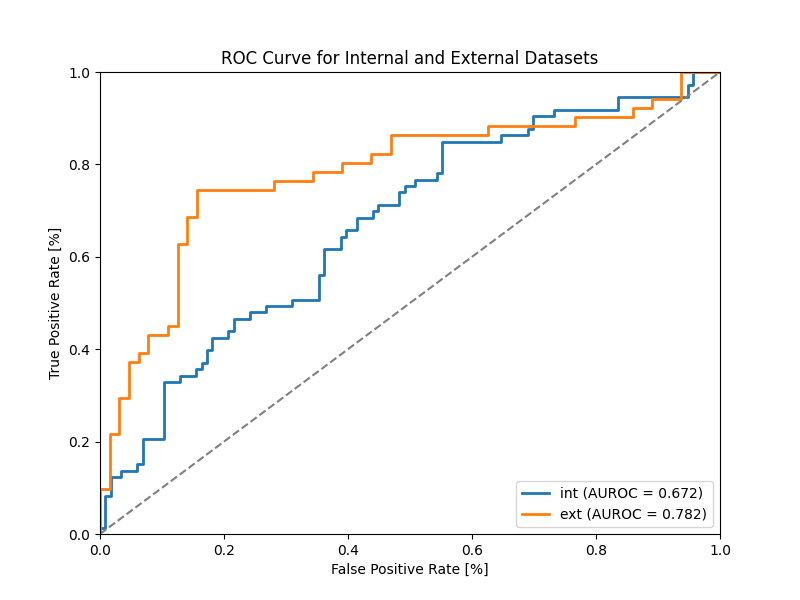 ROC Curve for Internal and External Datasets
1.0
0.8
0.6
0.4
0.2
0.0
True Positive Rate [%]
0.0 0.2 0.4 0.6 0.8 1.0
False Positive Rate [%]
int (AUROC = 0.672)
ext (AUROC = 0.782)